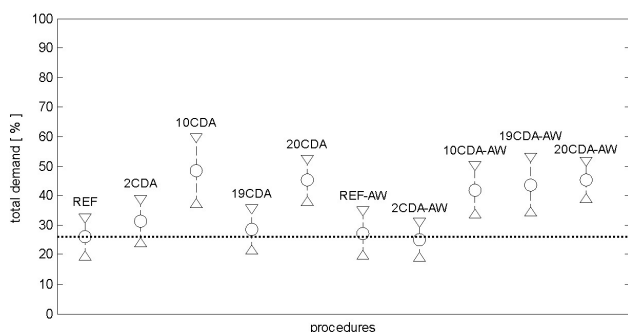 100
90
80
70
60
50
40
30
20
10
0
total demand [ % ]
REF
2CDA
10CDA
19CDA
20CDA
REF-AW
2CDA-AW
10CDA-AW
19CDA-AW
20CDA-AW
procedures